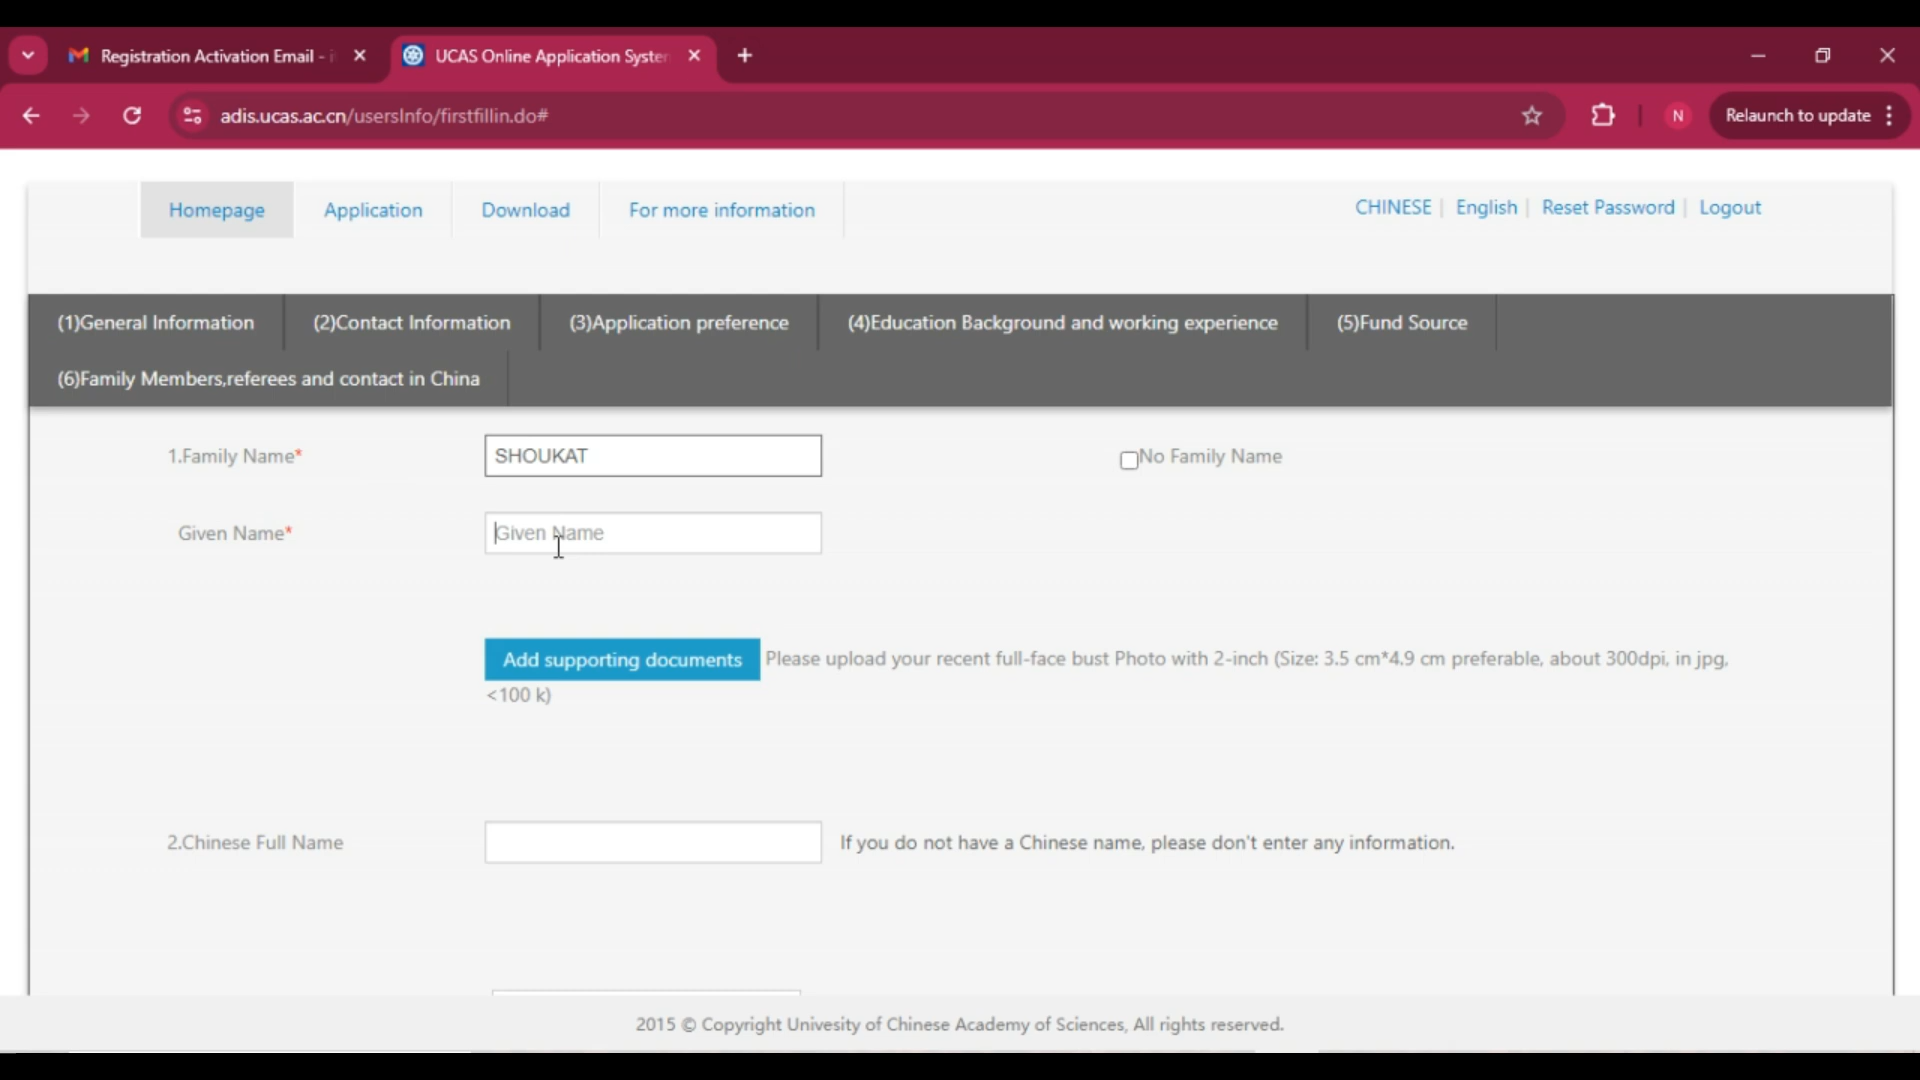 Registration Activation Email - i
UCAS Online Application System
adis.ucas.ac.cn/usersInfo/firstfillin.do#
N
Relaunch to update
Homepage
Application
Download
For more information
CHINESE | English | Reset Password | Logout
(1)General Information
(2)Contact Information
(3)Application preference
(4)Education Background and working experience
(5)Fund Source
(6)Family Members,referees and contact in China
1.Family Name*
SHOUKAT
No Family Name
Given Name*
Given Name
Add supporting documents
Please upload your recent full-face bust Photo with 2-inch (Size: 3.5 cm*4.9 cm preferable, about 300dpi, in jpg,
<100 k)
2.Chinese Full Name
If you do not have a Chinese name, please don't enter any information.
2015 © Copyright Univesity of Chinese Academy of Sciences, All rights reserved.